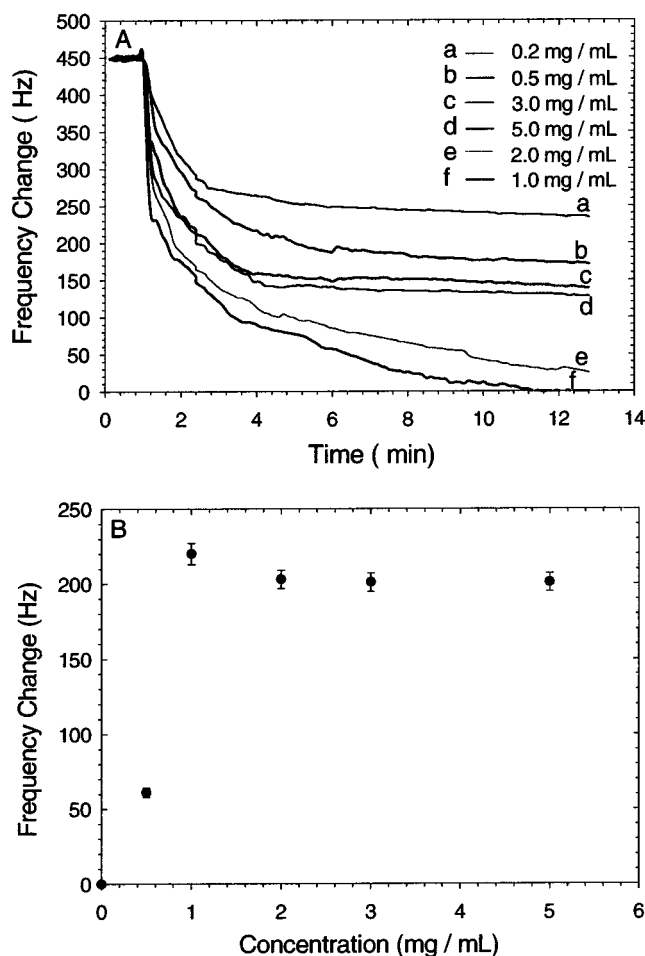 A
a — 0.2 mg / mL
b — 0.5 mg / mL
c — 3.0 mg / mL
d — 5.0 mg / mL
e — 2.0 mg / mL
f — 1.0 mg / mL
500
450
400
350
300
250
200
150
100
50
0
Frequency Change ( Hz)
a
b
c
d
e
f
0 2 4 6 8 10 12 14
Time ( min)
B
250
200
150
100
50
0
Frequency Change (Hz)
0 1 2 3 4 5 6
Concentration (mg / mL)